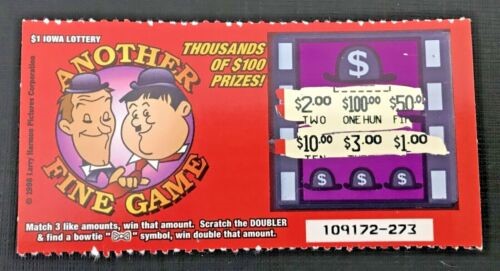 $1 IOWA LOTTERY
ANOTHER
FINE GAME
© 1998 Larry Harmon Pictures Corporation
THOUSANDS
OF $100
PRIZES!
$
$2.00 $100.00 $50.0
TWO ONE HUN
$10.00 $3.00 $1.00
TEN
$ $ $
Match 3 like amounts, win that amount. Scratch the DOUBLER
& find a bowtie " " symbol, win double that amount.
109172-273